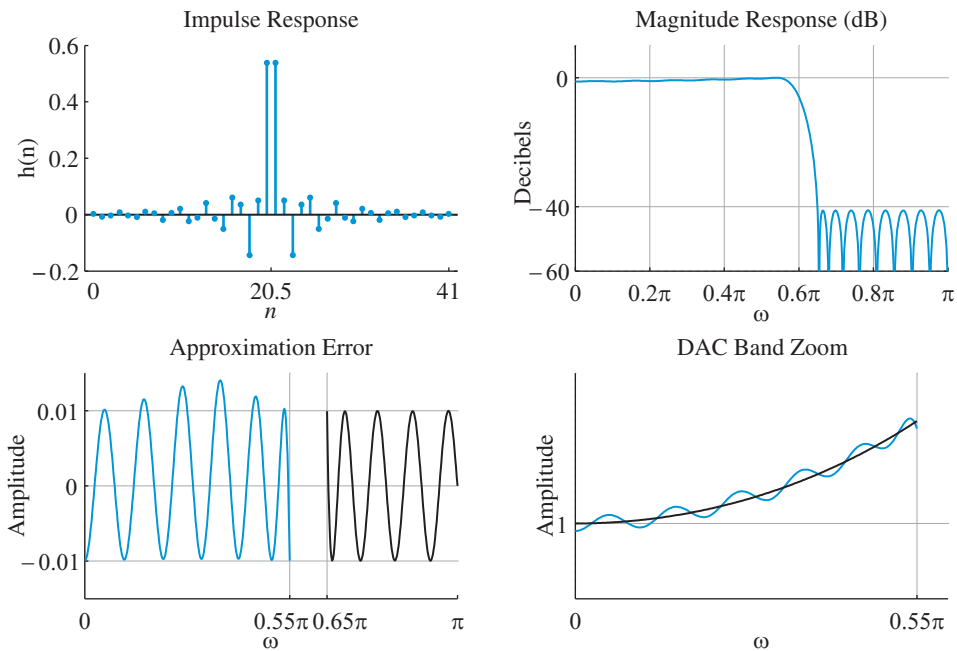 Impulse Response
0.6
0.4
0.2
0
−0.2
h(n)
0 20.5 41
n
Magnitude Response (dB)
0
−40
−60
Decibels
0 0.2π 0.4π 0.6π 0.8π π
ω
Approximation Error
0.01
0
−0.01
Amplitude
0 0.55π 0.65π π
ω
DAC Band Zoom
1
Amplitude
0 0.55π
ω